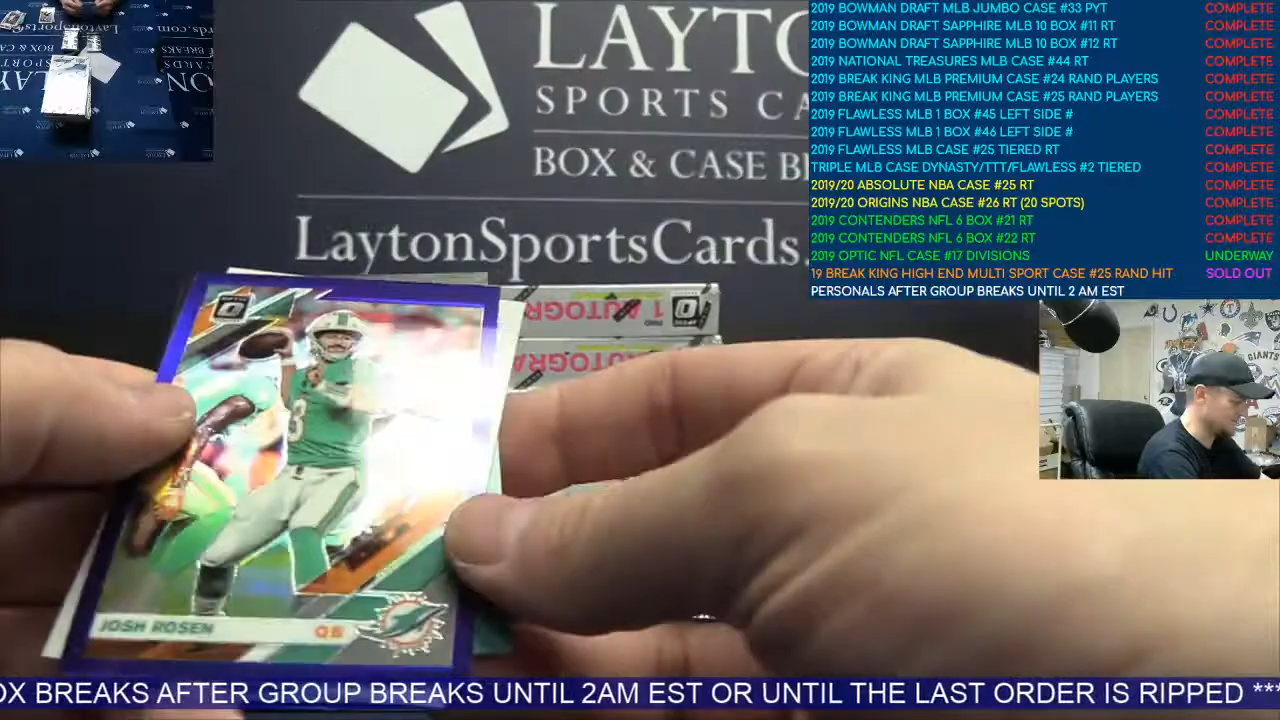 LAYTO
SPORTS CA
BOX & CASE B
LaytonSportsCards.
2019 BOWMAN DRAFT MLB JUMBO CASE #33 PYT COMPLETE
2019 BOWMAN DRAFT SAPPHIRE MLB 10 BOX #11 RT COMPLETE
2019 BOWMAN DRAFT SAPPHIRE MLB 10 BOX #12 RT COMPLETE
2019 NATIONAL TREASURES MLB CASE #44 RT COMPLETE
2019 BREAK KING MLB PREMIUM CASE #24 RAND PLAYERS COMPLETE
2019 BREAK KING MLB PREMIUM CASE #25 RAND PLAYERS COMPLETE
2019 FLAWLESS MLB 1 BOX #45 LEFT SIDE # COMPLETE
2019 FLAWLESS MLB 1 BOX #46 LEFT SIDE # COMPLETE
2019 FLAWLESS MLB CASE #25 TIERED RT COMPLETE
TRIPLE MLB CASE DYNASTY/TTT/FLAWLESS #2 TIERED COMPLETE
2019/20 ABSOLUTE NBA CASE #25 RT COMPLETE
2019/20 ORIGINS NBA CASE #26 RT (20 SPOTS) COMPLETE
2019 CONTENDERS NFL 6 BOX #21 RT COMPLETE
2019 CONTENDERS NFL 6 BOX #22 RT COMPLETE
2019 OPTIC NFL CASE #17 DIVISIONS UNDERWAY
19 BREAK KING HIGH END MULTI SPORT CASE #25 RAND HIT SOLD OUT
PERSONALS AFTER GROUP BREAKS UNTIL 2 AM EST
1 AUTOGRA
AUTOGRA
GIANTS
8
JOSH ROSEN QB
OX BREAKS AFTER GROUP BREAKS UNTIL 2AM EST OR UNTIL THE LAST ORDER IS RIPPED ***